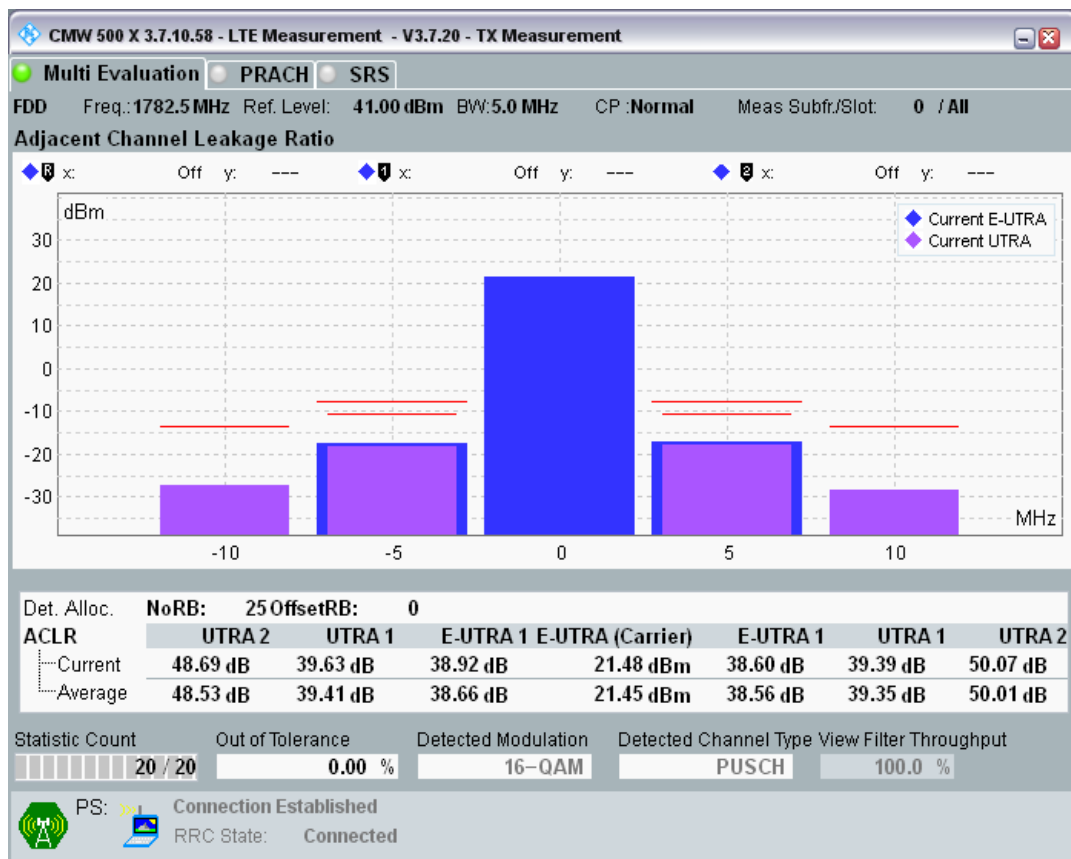 CMW 500 X 3.7.10.58 - LTE Measurement - V3.7.20 - TX Measurement
Multi Evaluation PRACH SRS
FDD Freq.: 1782.5 MHz Ref. Level: 41.00 dBm BW: 5.0 MHz CP : Normal Meas Subfr./Slot: 0 / All
Adjacent Channel Leakage Ratio
R x: Off y: --- 1 x: Off y: --- 2 x: Off y: ---
dBm
Current E-UTRA
Current UTRA
30
20
10
0
-10
-20
-30
MHz
-10 -5 0 5 10
Det. Alloc. NoRB: 25 OffsetRB: 0
ACLR UTRA 2 UTRA 1 E-UTRA 1 E-UTRA (Carrier) E-UTRA 1 UTRA 1 UTRA 2
Current 48.69 dB 39.63 dB 38.92 dB 21.48 dBm 38.60 dB 39.39 dB 50.07 dB
Average 48.53 dB 39.41 dB 38.66 dB 21.45 dBm 38.56 dB 39.35 dB 50.01 dB
Statistic Count Out of Tolerance Detected Modulation Detected Channel Type View Filter Throughput
20 / 20 0.00 % 16-QAM PUSCH 100.0 %
PS: Connection Established
RRC State: Connected